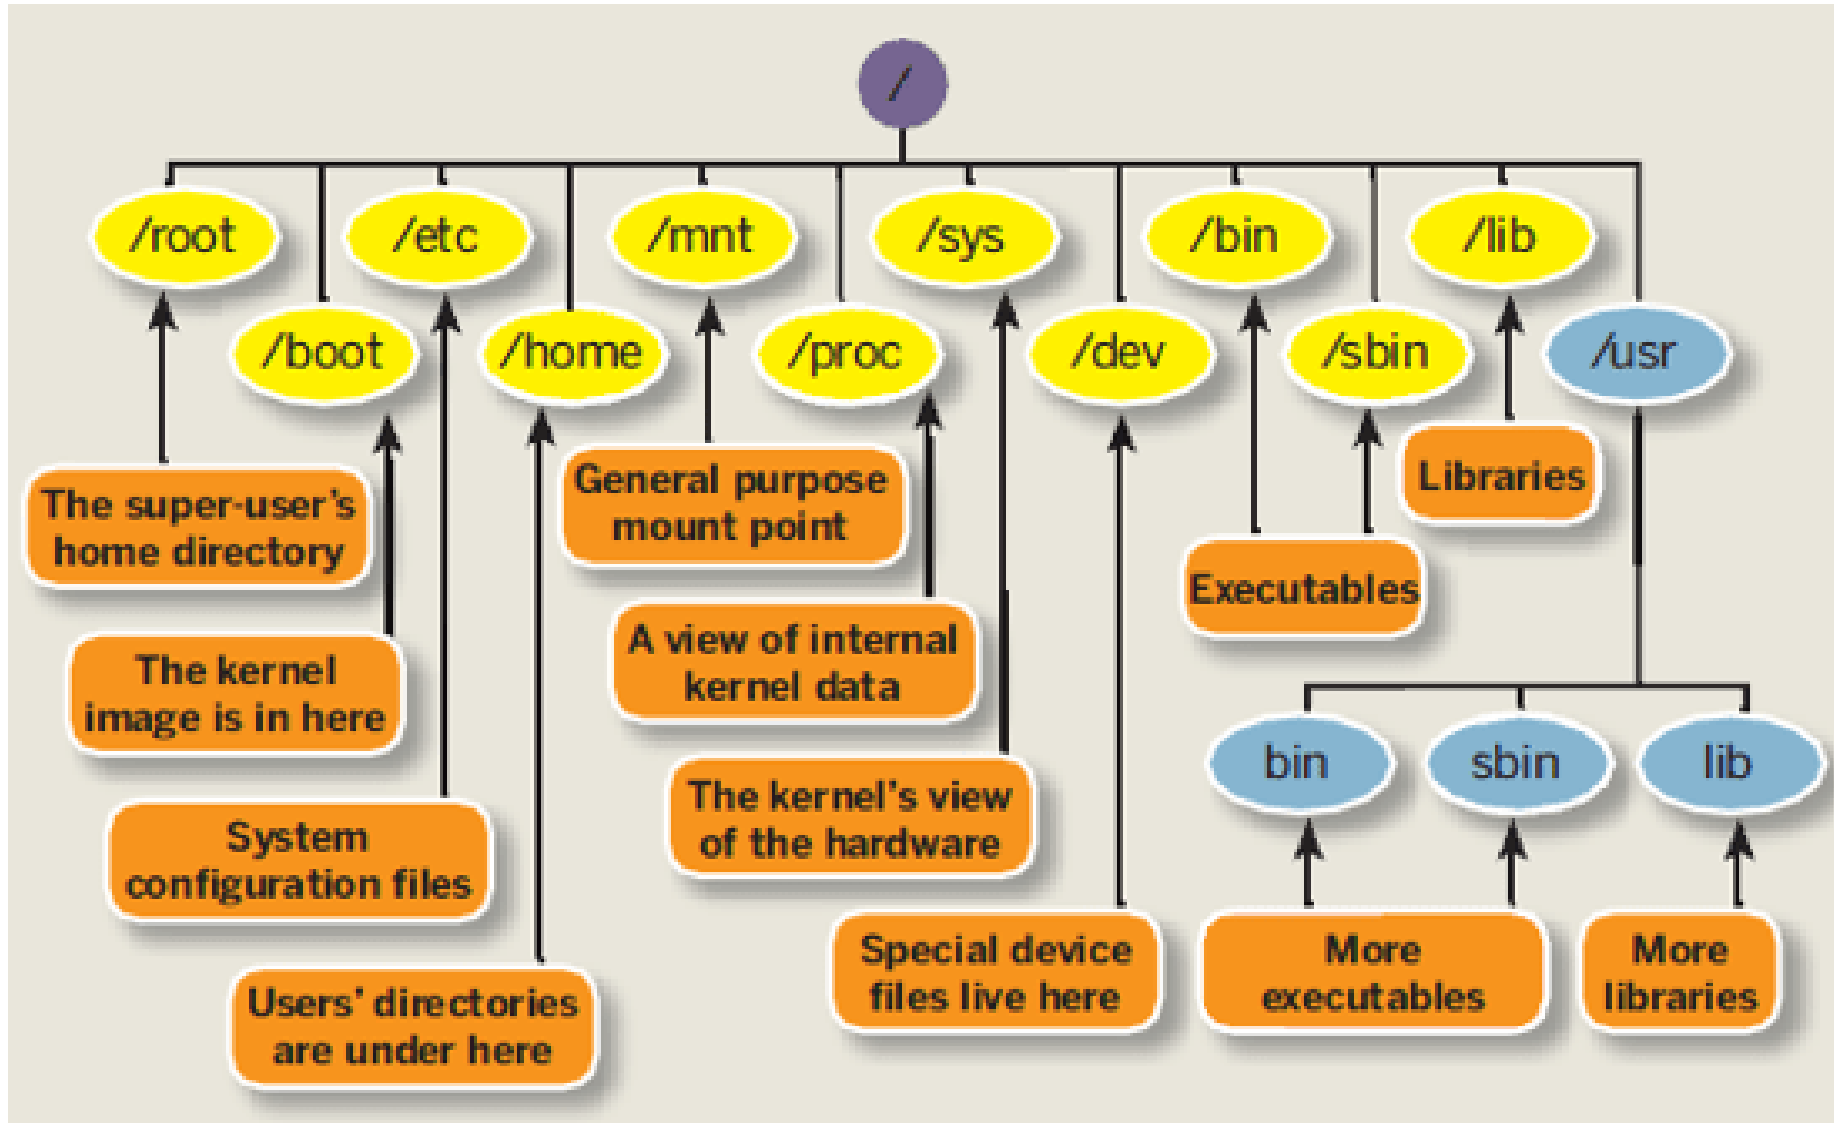 /
/root
/etc
/mnt
/sys
/bin
/lib
/boot
/home
/proc
/dev
/sbin
/usr
The super-user's
home directory
General purpose
mount point
Libraries
Executables
The kernel
image is in here
A view of internal
kernel data
bin
sbin
lib
The kernel's view
of the hardware
System
configuration files
Special device
files live here
More
executables
More
libraries
Users' directories
are under here